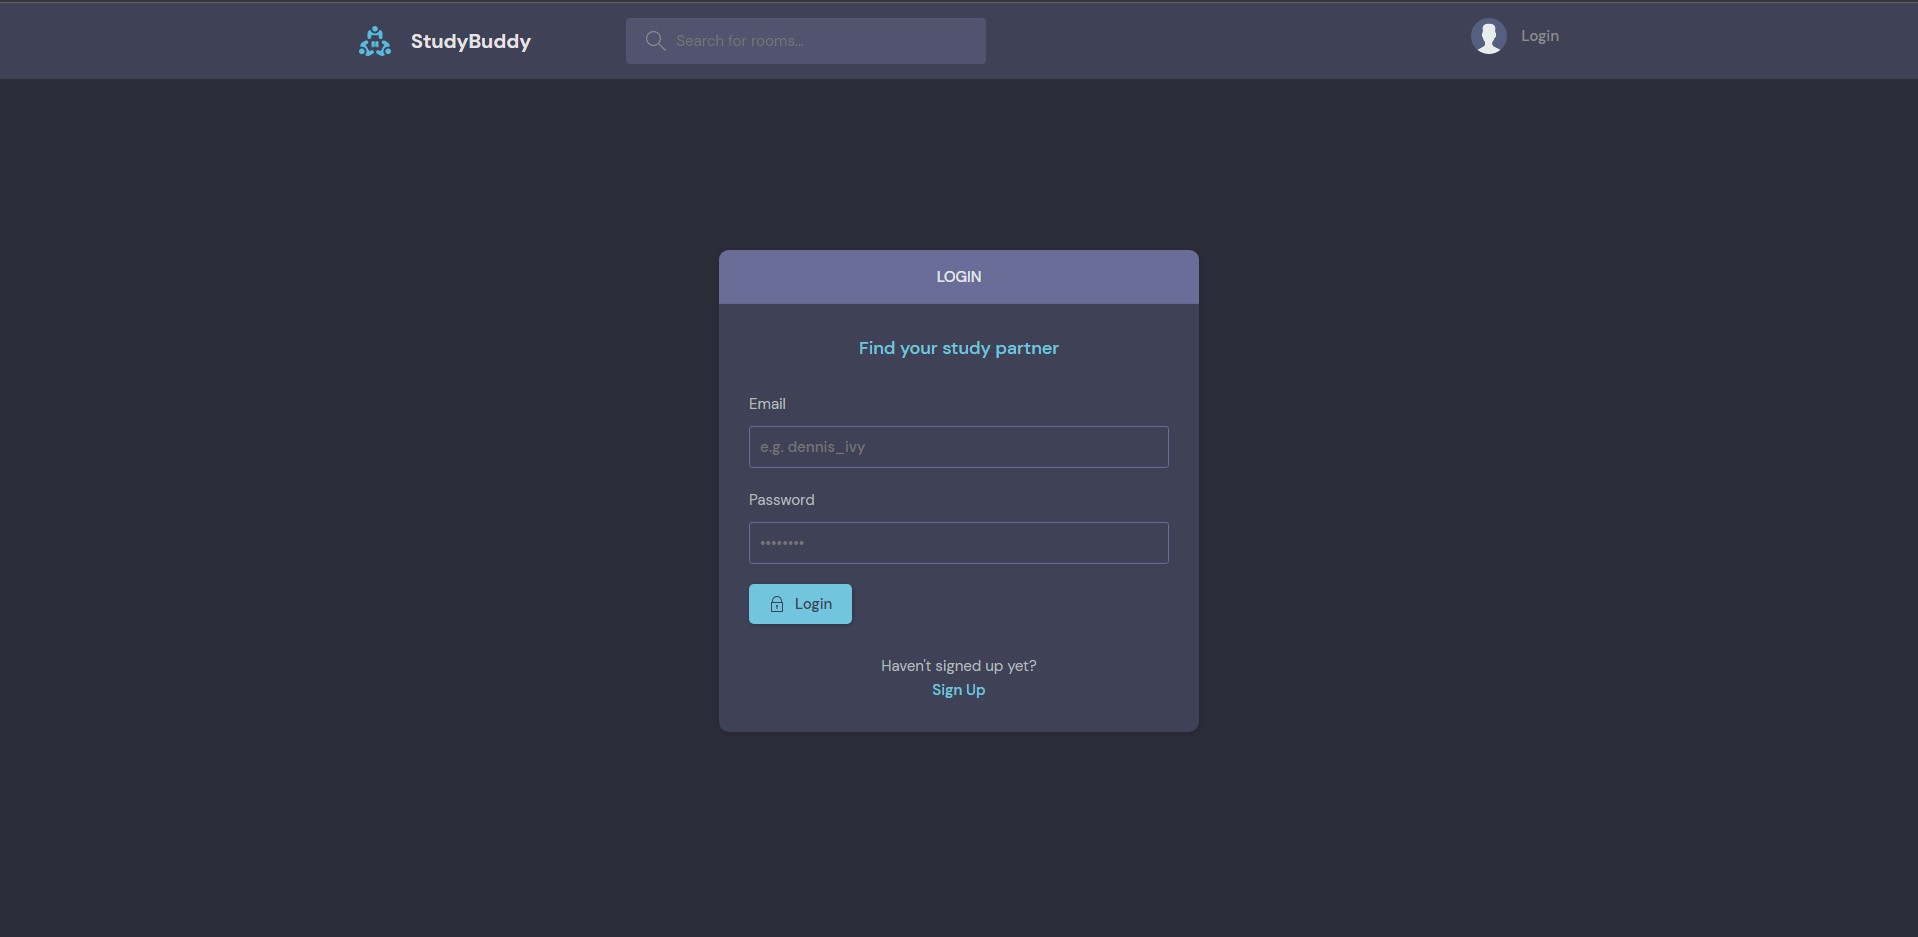 StudyBuddy
Search for rooms...
Login
LOGIN
Find your study partner
Email
e.g. dennis_ivy
Password
••••••••
Login
Haven't signed up yet?
Sign Up